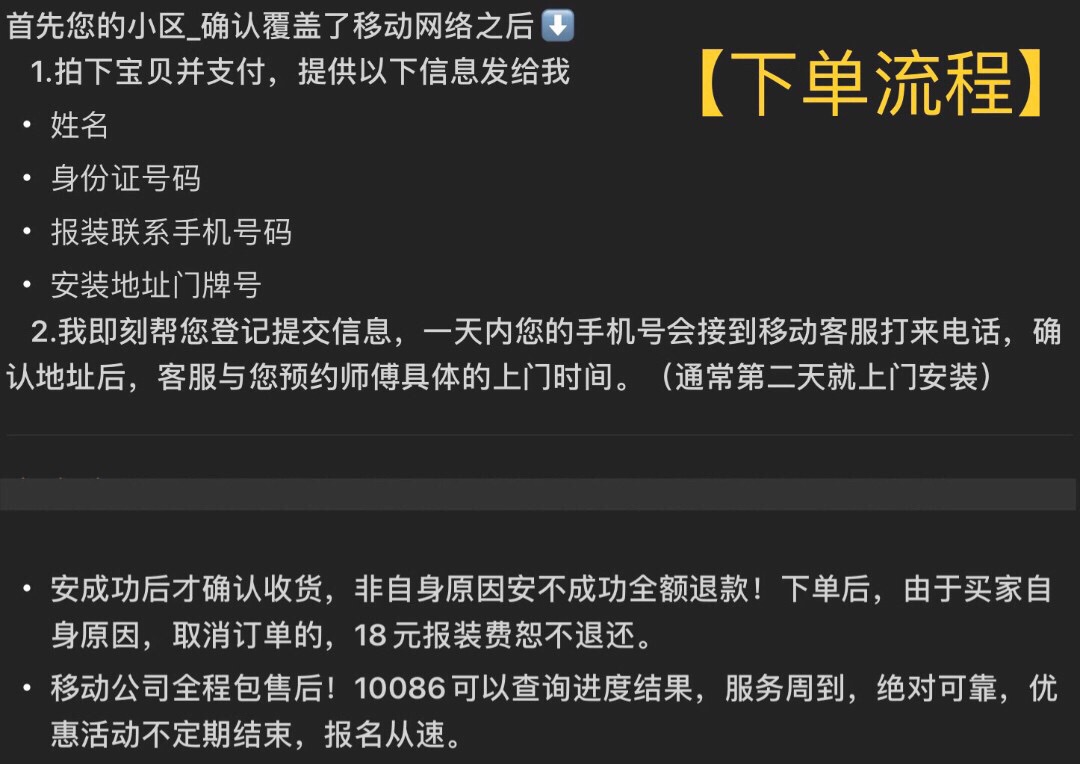 首先您的小区_确认覆盖了移动网络之后⬇️
【下单流程】
1.拍下宝贝并支付，提供以下信息发给我
• 姓名
• 身份证号码
• 报装联系手机号码
• 安装地址门牌号
2.我即刻帮您登记提交信息，一天内您的手机号会接到移动客服打来电话，确
认地址后，客服与您预约师傅具体的上门时间。（通常第二天就上门安装）
• 安成功后才确认收货，非自身原因安不成功全额退款！下单后，由于买家自
身原因，取消订单的，18元报装费恕不退还。
• 移动公司全程包售后！10086可以查询进度结果，服务周到，绝对可靠，优
惠活动不定期结束，报名从速。